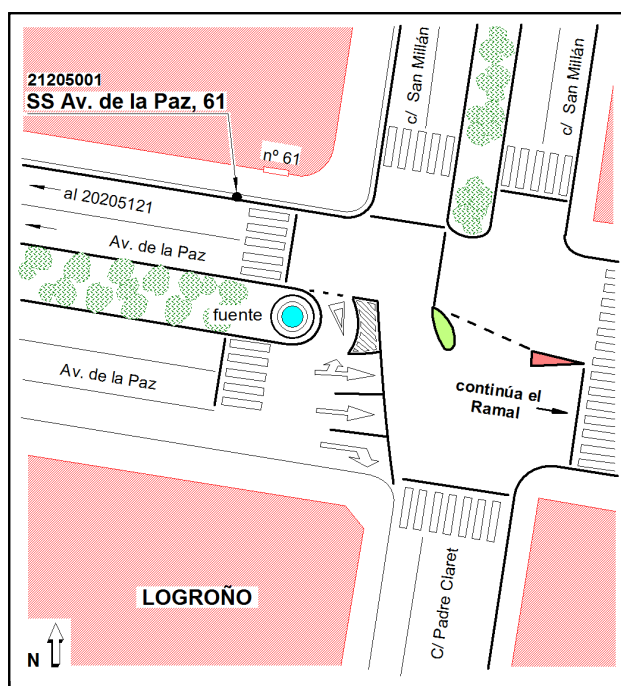 c/ San Millán
c/ San Millán
21205001
SS Av. de la Paz, 61
nº 61
al 20205121
Av. de la Paz
fuente
Av. de la Paz
continúa el
Ramal
C/ Padre Claret
LOGROÑO
N